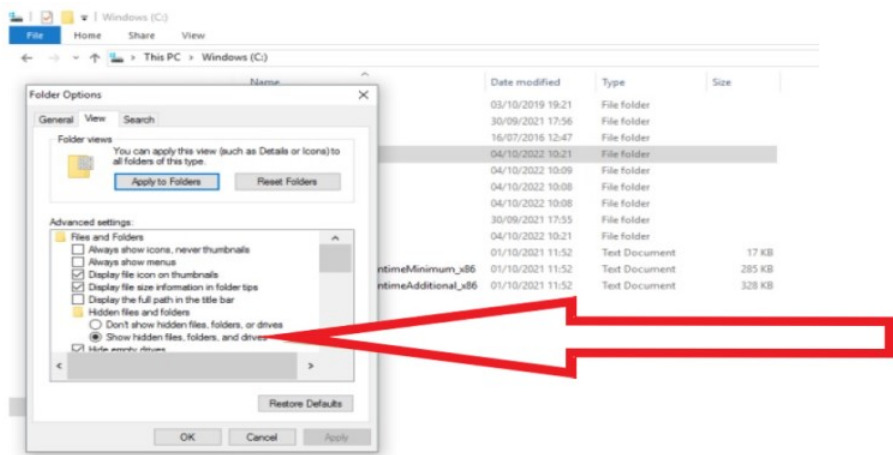 Windows (C:)
File Home Share View
This PC > Windows (C:)
Name Date modified Type Size
Folder Options
General View Search
Folder views
You can apply this view (such as Details or Icons) to
all folders of this type.
Apply to Folders Reset Folders
Advanced settings:
Files and Folders
Always show icons, never thumbnails
Always show menus
Display file icon on thumbnails
Display file size information in folder tips
Display the full path in the title bar
Hidden files and folders
Don't show hidden files, folders, or drives
Show hidden files, folders, and drives
Hide empty drives
Restore Defaults
OK Cancel Apply
03/10/2019 19:21 File folder
30/09/2021 17:56 File folder
16/07/2016 12:47 File folder
04/10/2022 10:21 File folder
04/10/2022 10:09 File folder
04/10/2022 10:08 File folder
04/10/2022 10:08 File folder
30/09/2021 17:55 File folder
04/10/2022 10:21 File folder
01/10/2021 11:52 Text Document 17 KB
ntimeMinimum_x86 01/10/2021 11:52 Text Document 285 KB
ntimeAdditional_x86 01/10/2021 11:52 Text Document 328 KB